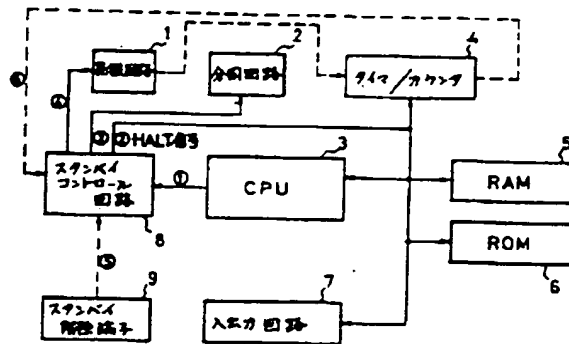 1
2
4
発振回路
分周回路
タイマ/カウンタ
⑥
④
③
②HALT信号
3
5
スタンバイ
コントロール
回路
①
CPU
RAM
8
ROM
6
⑤
9
7
スタンバイ
解除端子
入出力回路